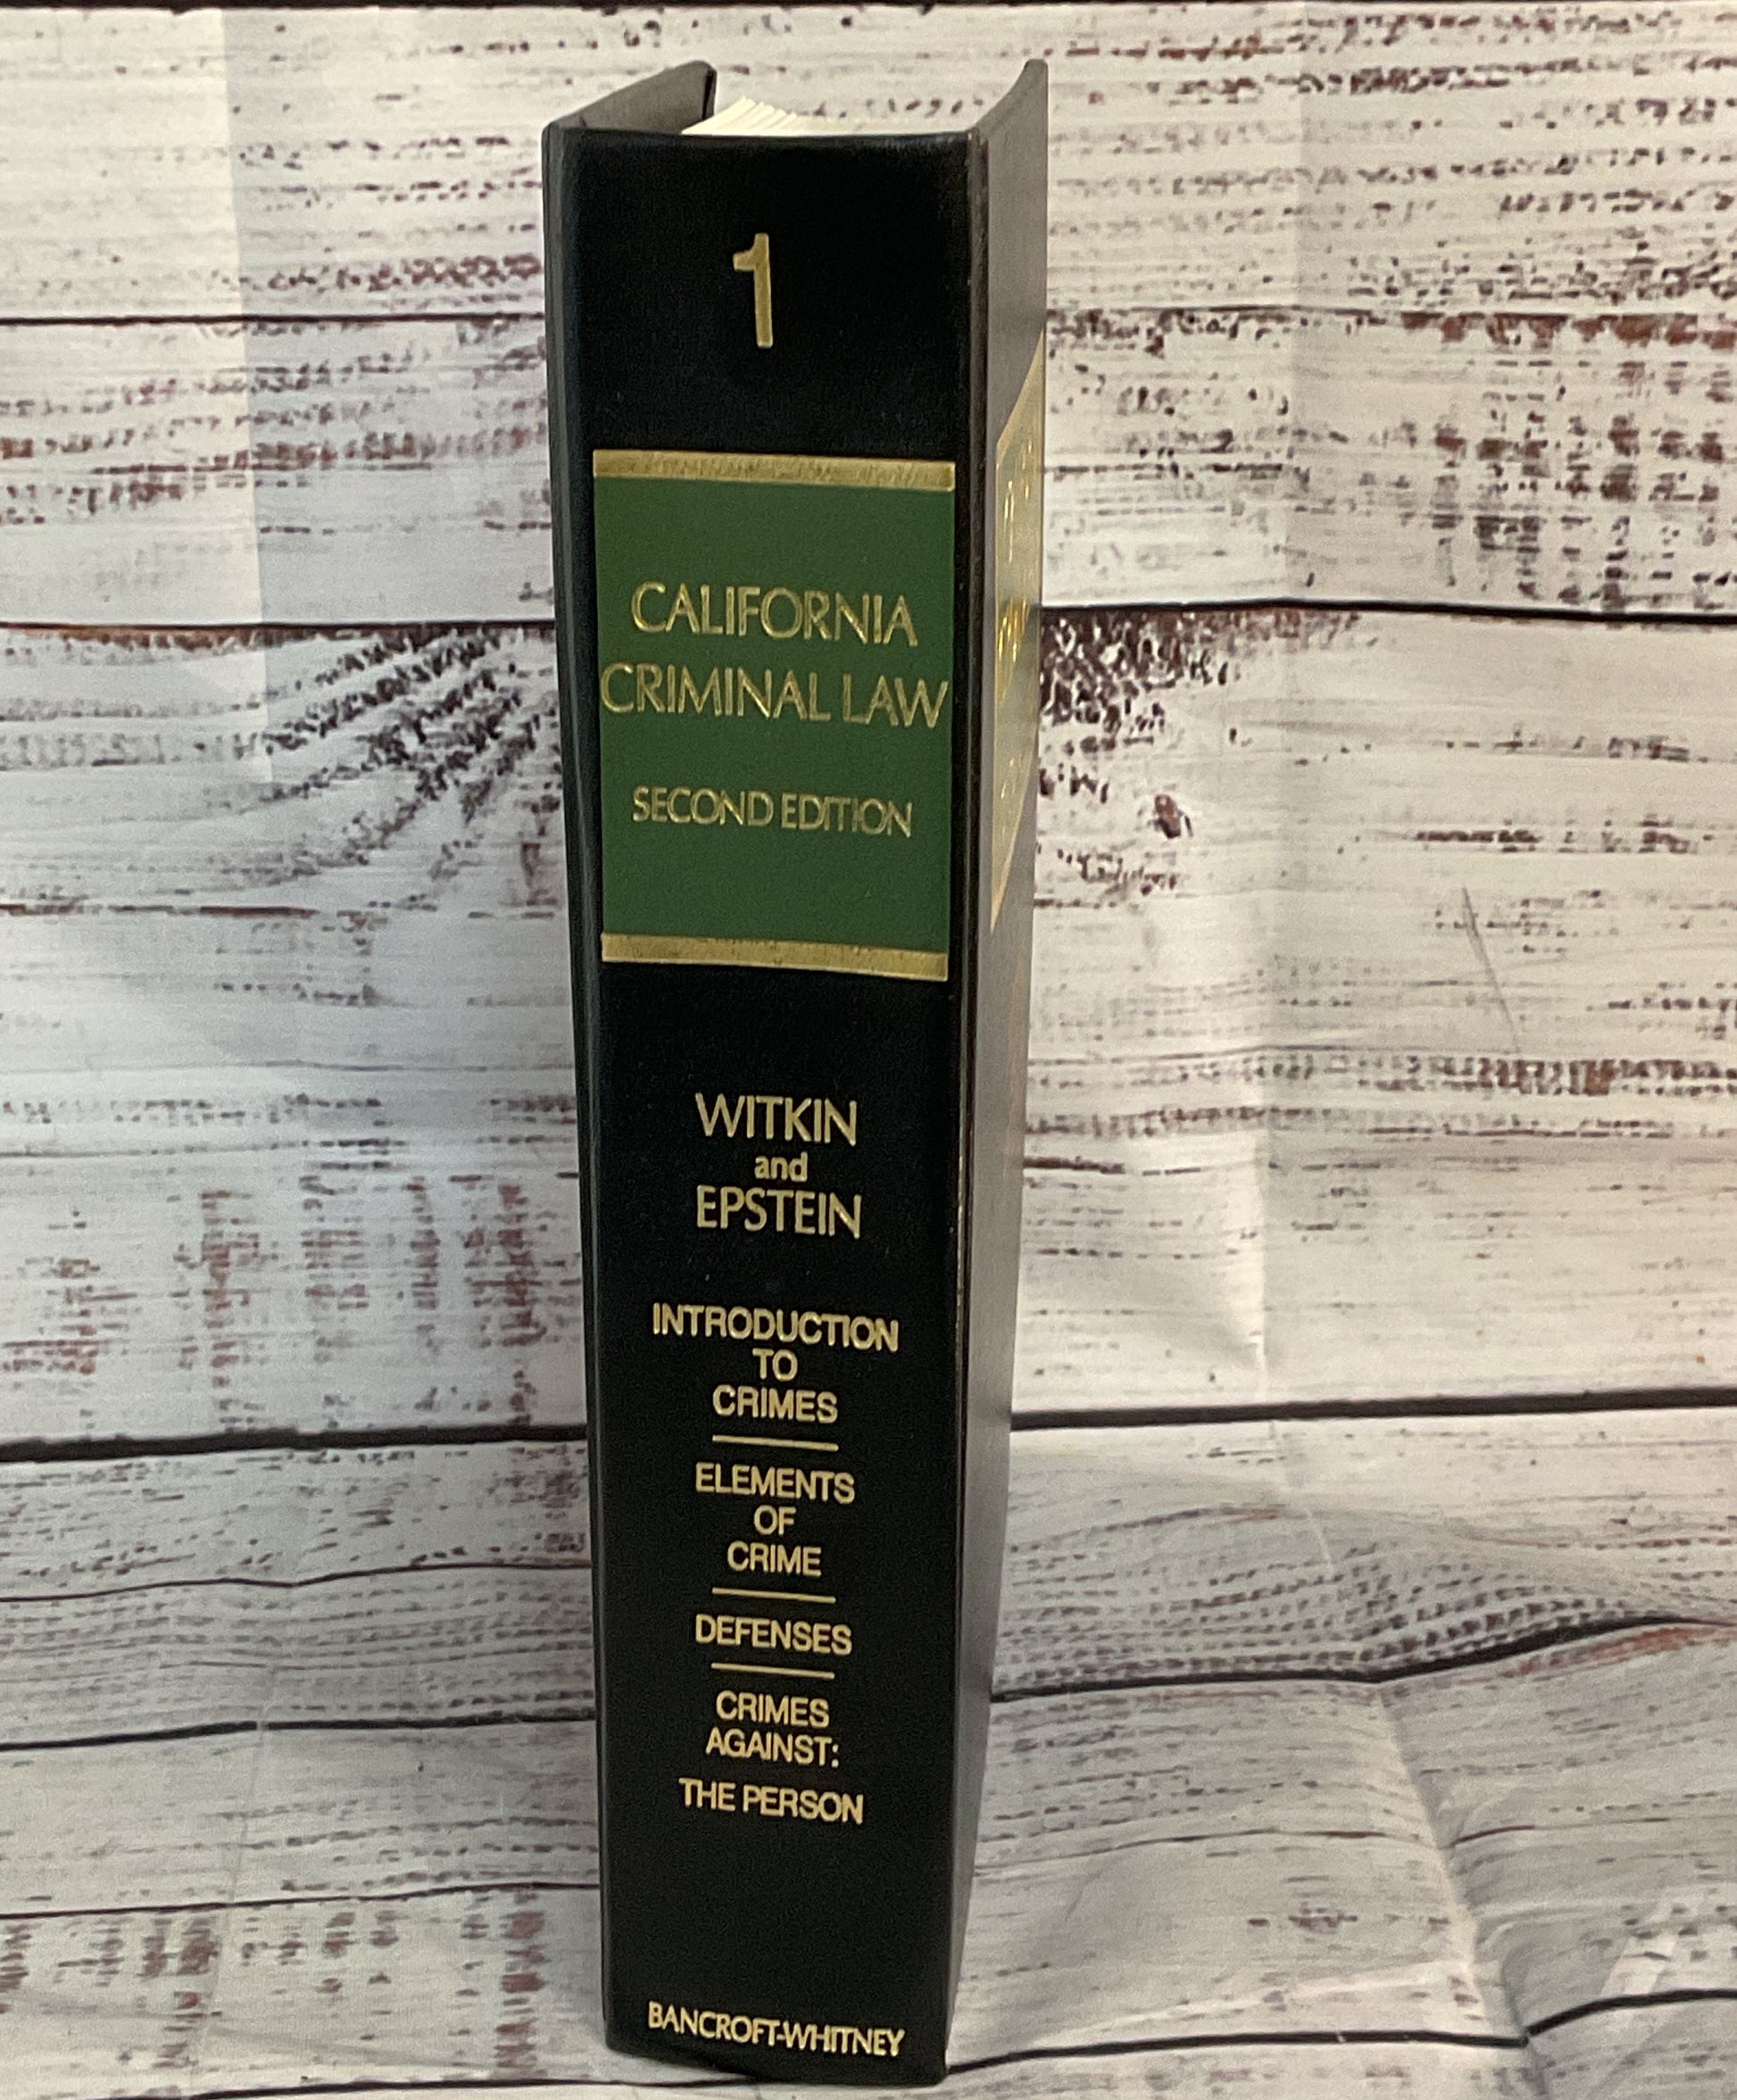 1
CALIFORNIA
CRIMINAL LAW
SECOND EDITION
WITKIN
and
EPSTEIN
INTRODUCTION
TO
CRIMES
ELEMENTS
OF
CRIME
DEFENSES
CRIMES
AGAINST:
THE PERSON
BANCROFT-WHITNEY